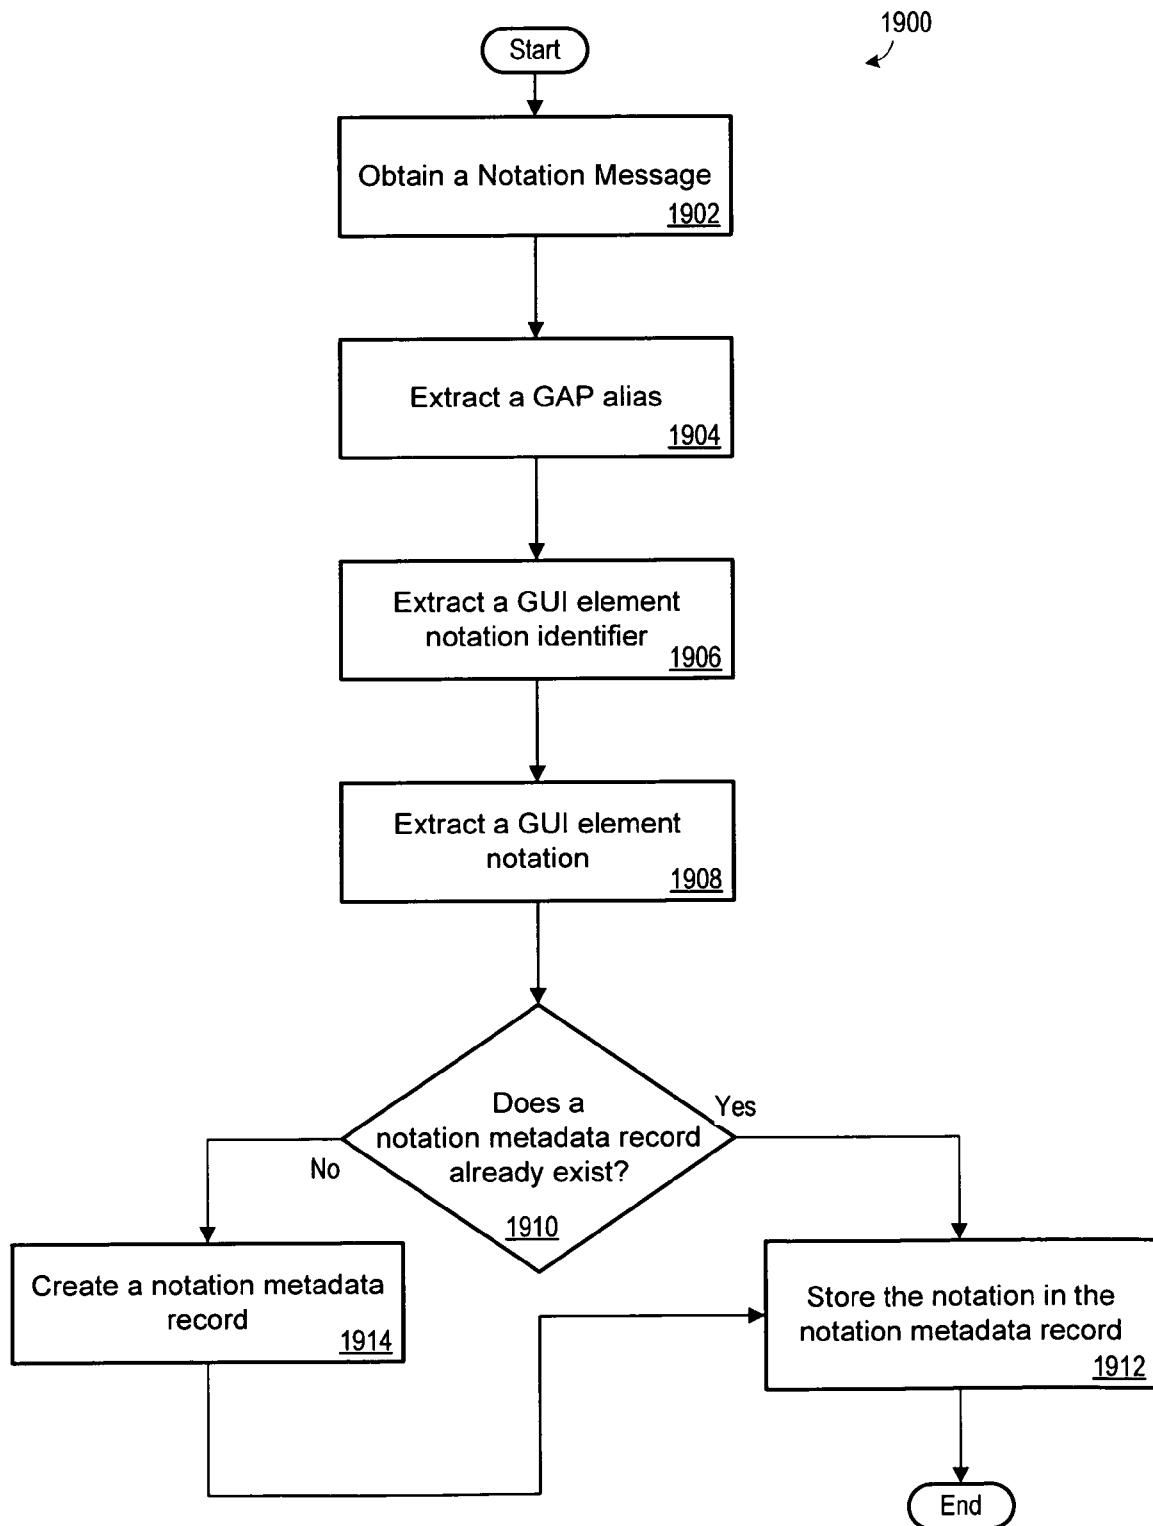 1900
Start
Obtain a Notation Message
1902
Extract a GAP alias
1904
Extract a GUI element
notation identifier
1906
Extract a GUI element
notation
1908
Does a
notation metadata record
already exist?
1910
Yes
No
Create a notation metadata
record
1914
Store the notation in the
notation metadata record
1912
End